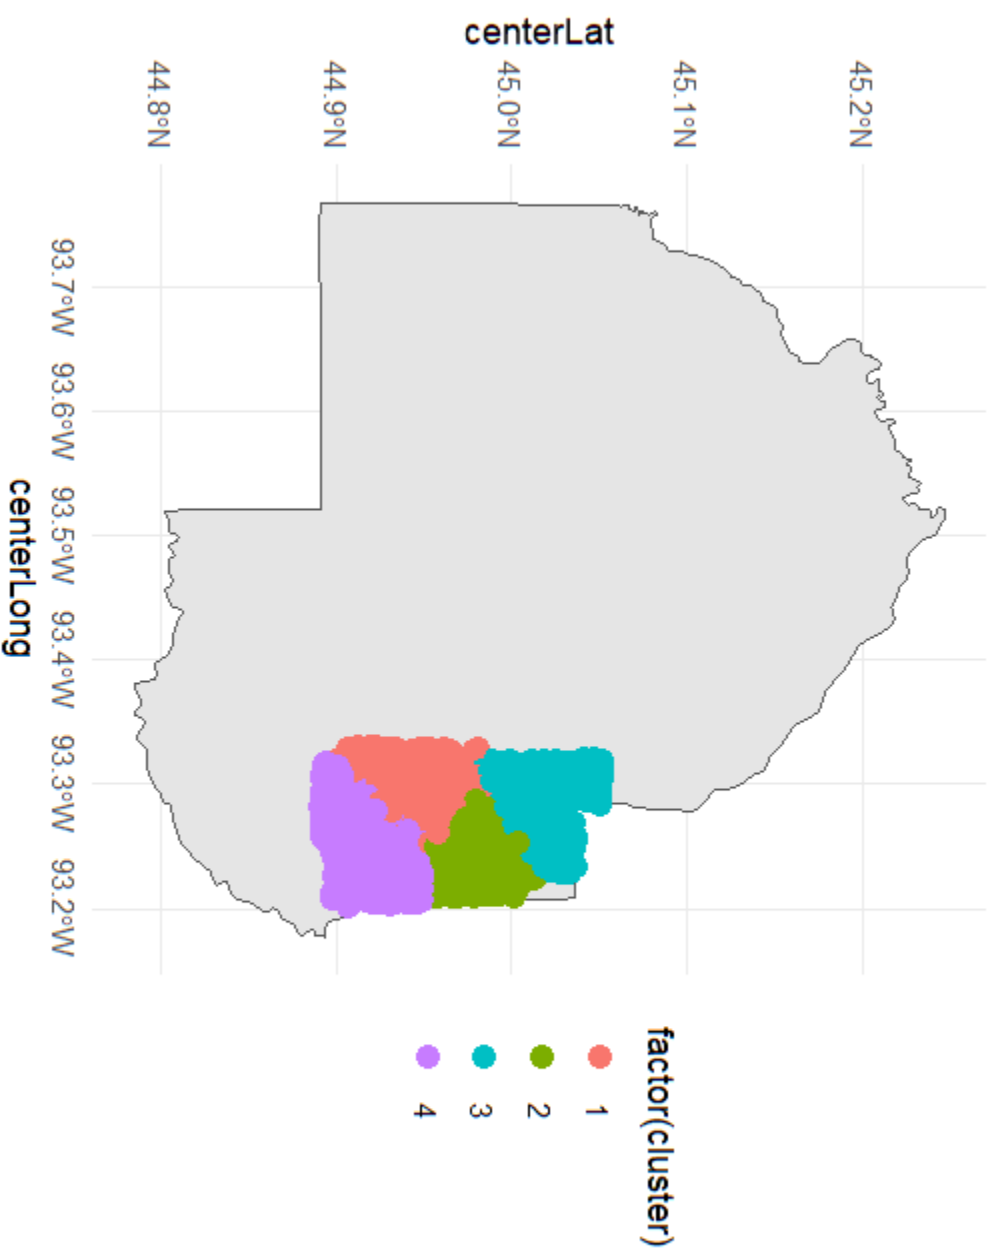 centerLat
45.2°N
45.1°N
45.0°N
44.9°N
44.8°N
93.7°W
93.6°W
93.5°W
93.4°W
93.3°W
93.2°W
centerLong
factor(cluster)
1
2
3
4